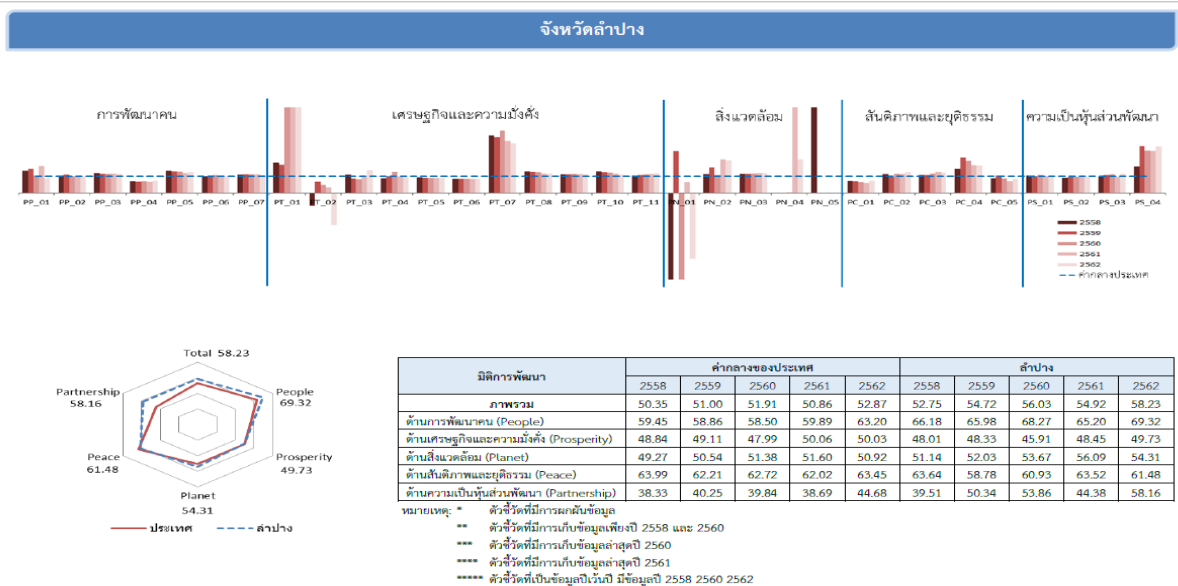 จังหวัดลำปาง
การพัฒนาคน เศรษฐกิจและความมั่งคั่ง สิ่งแวดล้อม สันติภาพและยุติธรรม ความเป็นหุ้นส่วนพัฒนา
PP_01 PP_02 PP_03 PP_04 PP_05 PP_06 PP_07 PT_01 PT_02 PT_03 PT_04 PT_05 PT_06 PT_07 PT_08 PT_09 PT_10 PT_11 PN_01 PN_02 PN_03 PN_04 PN_05 PC_01 PC_02 PC_03 PC_04 PC_05 PS_01 PS_02 PS_03 PS_04
2558
2559
2560
2561
2562
ค่ากลางประเทศ
Total 58.23
People
69.32
Prosperity
49.73
Planet
54.31
Peace
61.48
Partnership
58.16
ประเทศ ลำปาง
มิติการพัฒนา ค่ากลางของประเทศ ลำปาง
2558 2559 2560 2561 2562 2558 2559 2560 2561 2562
ภาพรวม 50.35 51.00 51.91 50.86 52.87 52.75 54.72 56.03 54.92 58.23
ด้านการพัฒนาคน (People) 59.45 58.86 58.50 59.89 63.20 66.18 65.98 68.27 65.20 69.32
ด้านเศรษฐกิจและความมั่งคั่ง (Prosperity) 48.84 49.11 47.99 50.06 50.03 48.01 48.33 45.91 48.45 49.73
ด้านสิ่งแวดล้อม (Planet) 49.27 50.54 51.38 51.60 50.92 51.14 52.03 53.67 56.09 54.31
ด้านสันติภาพและยุติธรรม (Peace) 63.99 62.21 62.72 62.02 63.45 63.64 58.78 60.93 63.52 61.48
ด้านความเป็นหุ้นส่วนพัฒนา (Partnership) 38.33 40.25 39.84 38.69 44.68 39.51 50.34 53.86 44.38 58.16
หมายเหตุ: * ตัวชี้วัดที่มีการผกผันข้อมูล
** ตัวชี้วัดที่มีการเก็บข้อมูลเพียงปี 2558 และ 2560
*** ตัวชี้วัดที่มีการเก็บข้อมูลล่าสุดปี 2560
**** ตัวชี้วัดที่มีการเก็บข้อมูลล่าสุดปี 2561
***** ตัวชี้วัดที่เป็นข้อมูลปีเว้นปี มีข้อมูลปี 2558 2560 2562